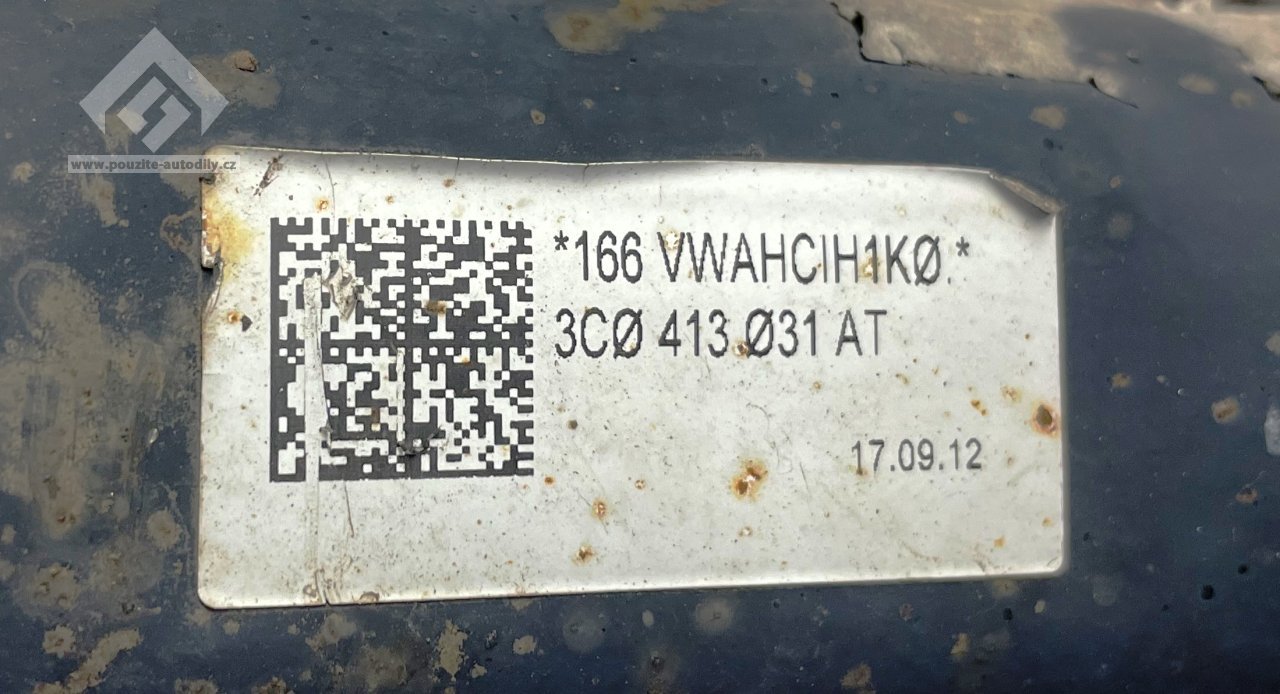 www.pouzite-autodily.cz
*166 VWAHCIH1KØ.*
3CØ 413 Ø31 AT
17.09.12